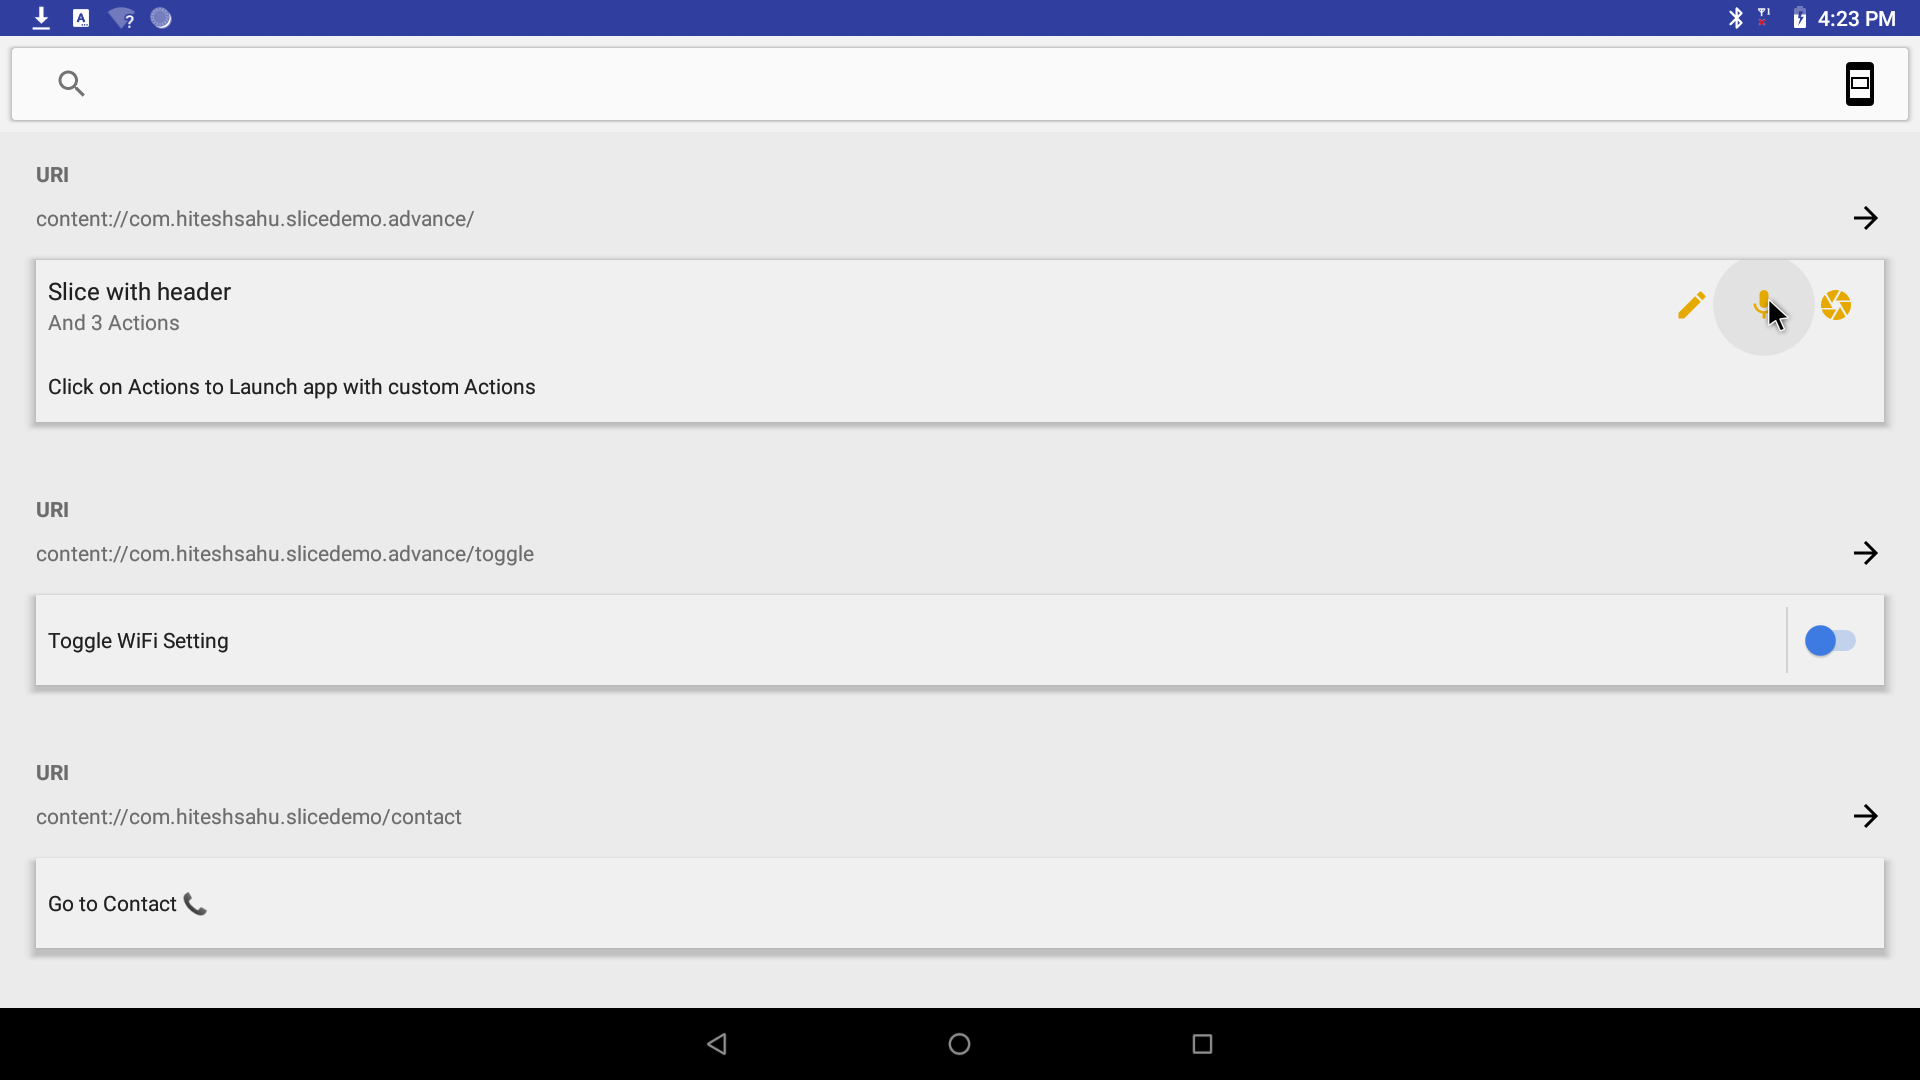 4:23 PM
URI
content://com.hiteshsahu.slicedemo.advance/
Slice with header
And 3 Actions
Click on Actions to Launch app with custom Actions
URI
content://com.hiteshsahu.slicedemo.advance/toggle
Toggle WiFi Setting
URI
content://com.hiteshsahu.slicedemo/contact
Go to Contact 📞